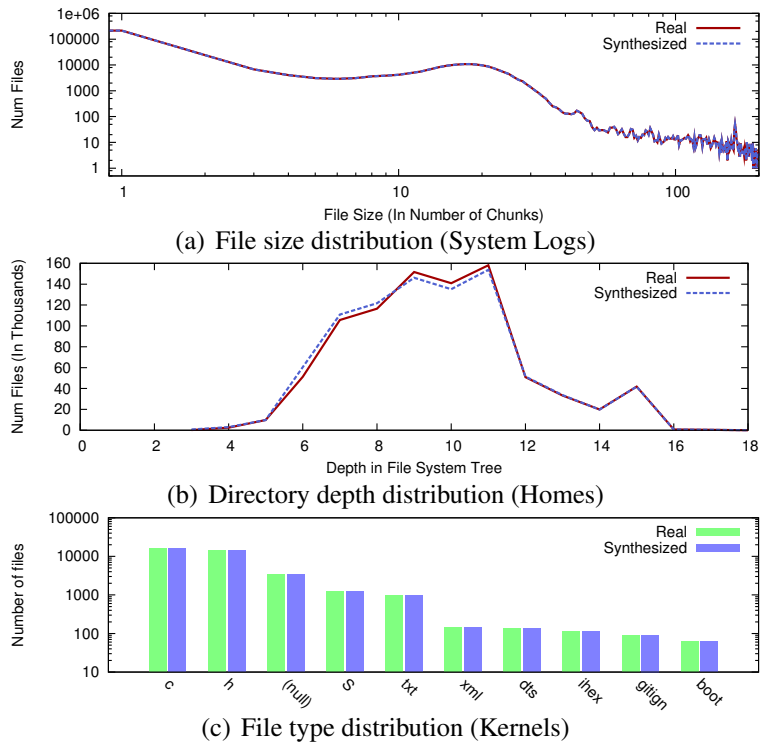 1e+06
100000
10000
1000
100
10
1
Num Files
Real
Synthesized
1 10 100
File Size (In Number of Chunks)
(a) File size distribution (System Logs)
160
140
120
100
80
60
40
20
0
Num Files (In Thousands)
Real
Synthesized
0 2 4 6 8 10 12 14 16 18
Depth in File System Tree
(b) Directory depth distribution (Homes)
100000
10000
1000
100
10
Number of files
Real
Synthesized
c h (null) S txt xml dts ihex gitign boot
(c) File type distribution (Kernels)